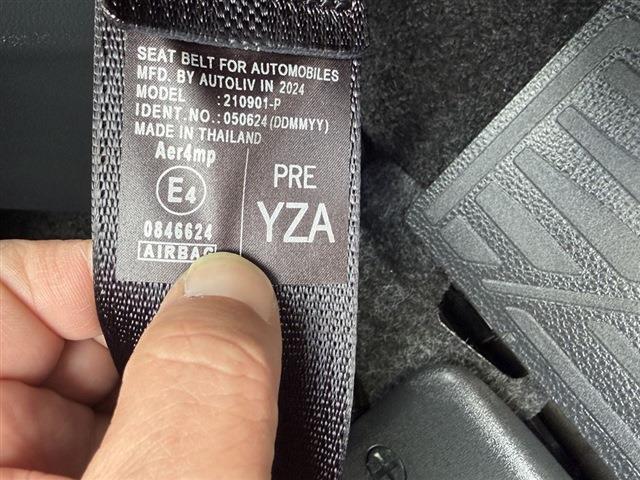 SEAT BELT FOR AUTOMOBILES
MFD. BY AUTOLIV IN 2024
MODEL :210901-P
IDENT.NO.:050624(DDMMYY)
MADE IN THAILAND
Aer4mp
E4
0846624
AIRBAG
PRE
YZA